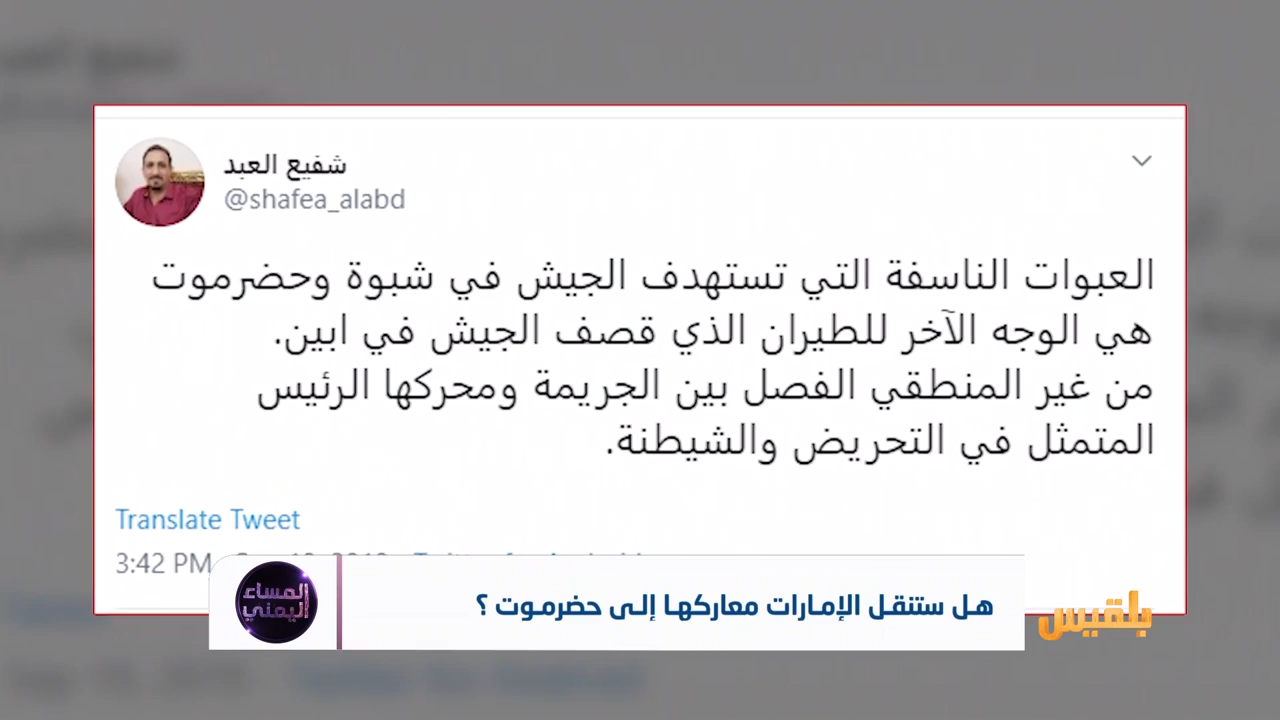 شفيع العبد
@shafea_alabd
العبوات الناسفة التي تستهدف الجيش في شبوة وحضرموت
هي الوجه الآخر للطيران الذي قصف الجيش في ابين.
من غير المنطقي الفصل بين الجريمة ومحركها الرئيس
المتمثل في التحريض والشيطنة.
Translate Tweet
3:42 PM
المساء
اليمني
هل ستنقل الإمارات معاركها إلى حضرموت ؟
بلقيس